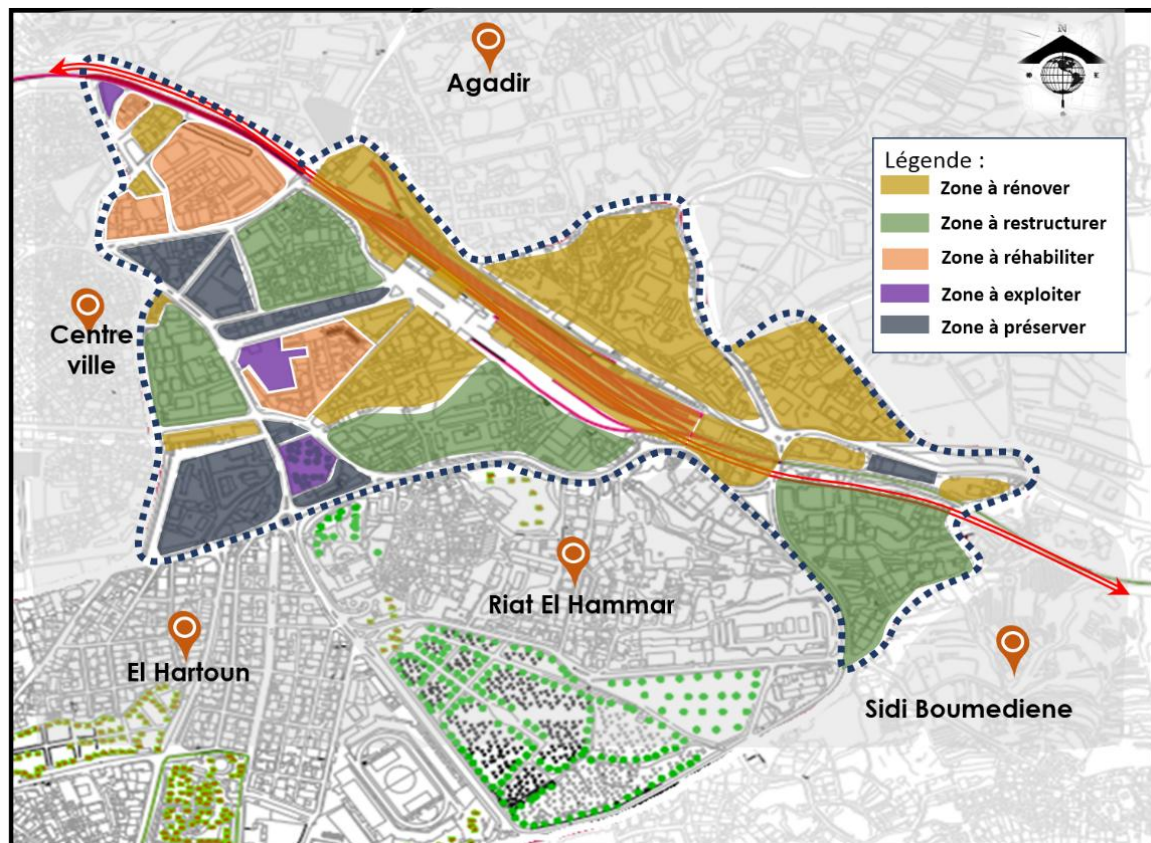 Agadir
N
E
Légende :
Zone à rénover
Zone à restructurer
Zone à réhabiliter
Zone à exploiter
Zone à préserver
Centre
ville
Riat El Hammar
El Hartoun
Sidi Boumediene